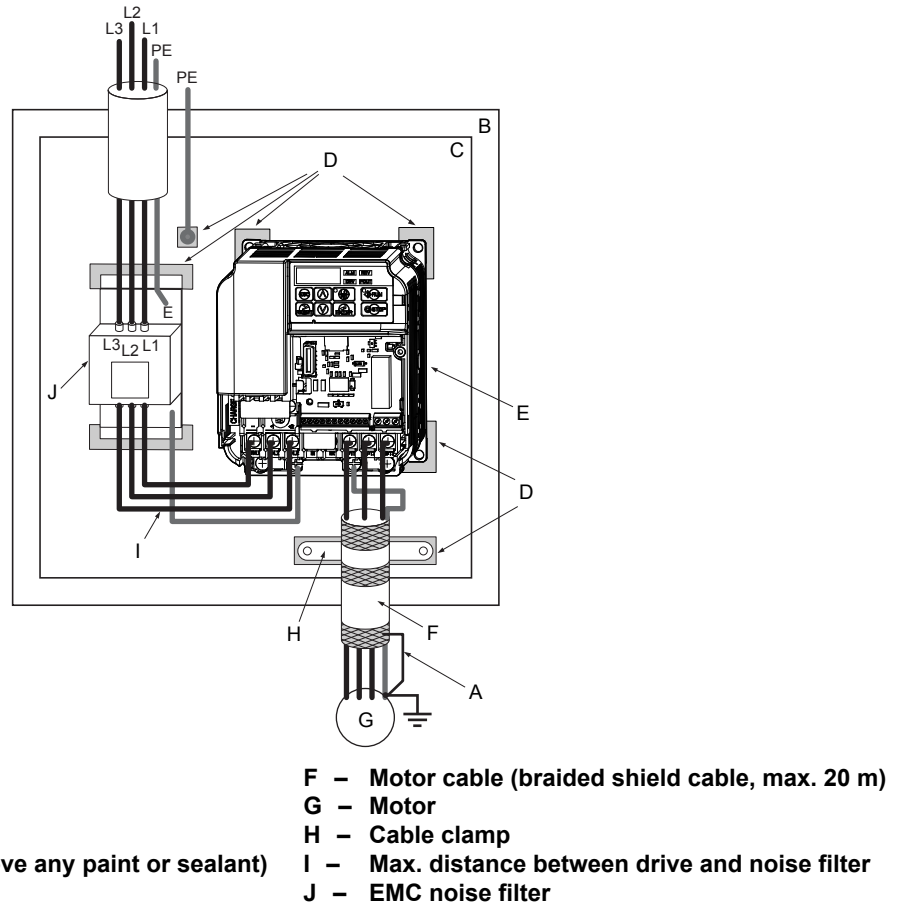 L2
L3 L1
PE
PE
B
C
D
E
L3 L2 L1
J
E
D
I
H
F
A
G
F – Motor cable (braided shield cable, max. 20 m)
G – Motor
H – Cable clamp
ve any paint or sealant) I – Max. distance between drive and noise filter
J – EMC noise filter